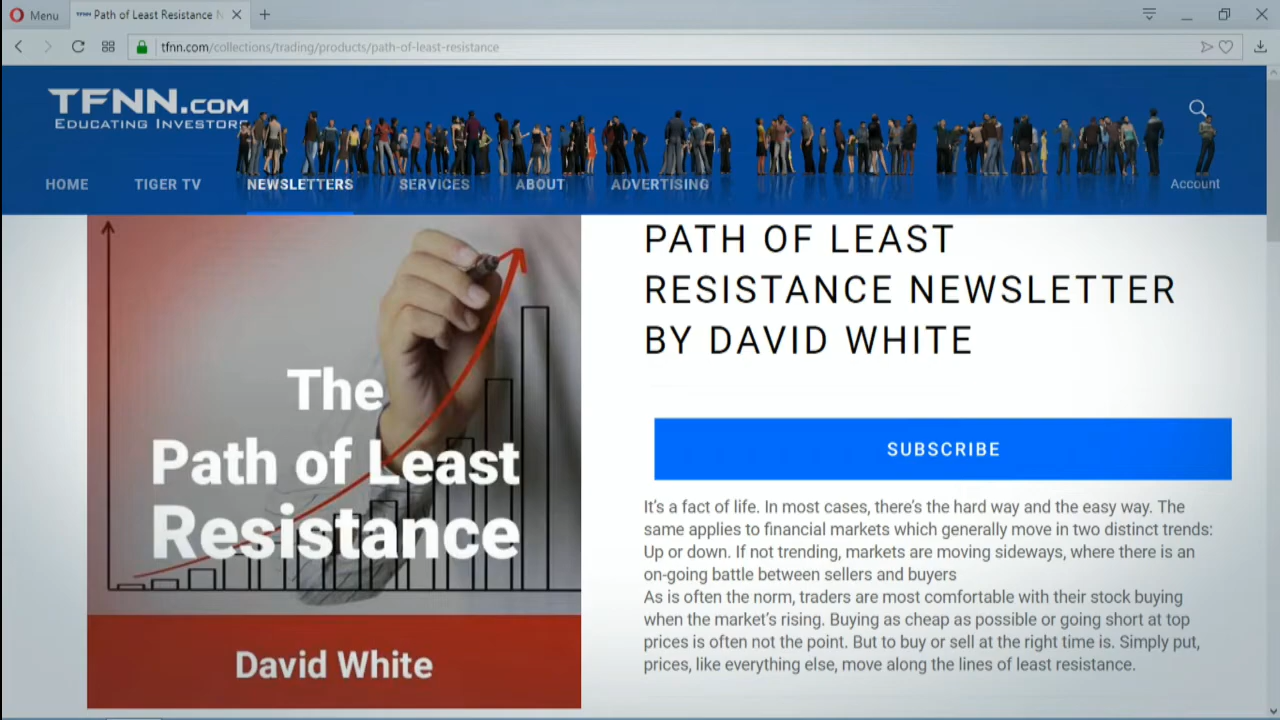 Menu
Path of Least Resistance N
tfnn.com/collections/trading/products/path-of-least-resistance
TFNN.COM
EDUCATING INVESTORS
HOME
TIGER TV
NEWSLETTERS
SERVICES
ABOUT
ADVERTISING
Account
The
Path of Least
Resistance
David White
PATH OF LEAST
RESISTANCE NEWSLETTER
BY DAVID WHITE
SUBSCRIBE
It's a fact of life. In most cases, there's the hard way and the easy way. The
same applies to financial markets which generally move in two distinct trends:
Up or down. If not trending, markets are moving sideways, where there is an
on-going battle between sellers and buyers
As is often the norm, traders are most comfortable with their stock buying
when the market's rising. Buying as cheap as possible or going short at top
prices is often not the point. But to buy or sell at the right time is. Simply put,
prices, like everything else, move along the lines of least resistance.